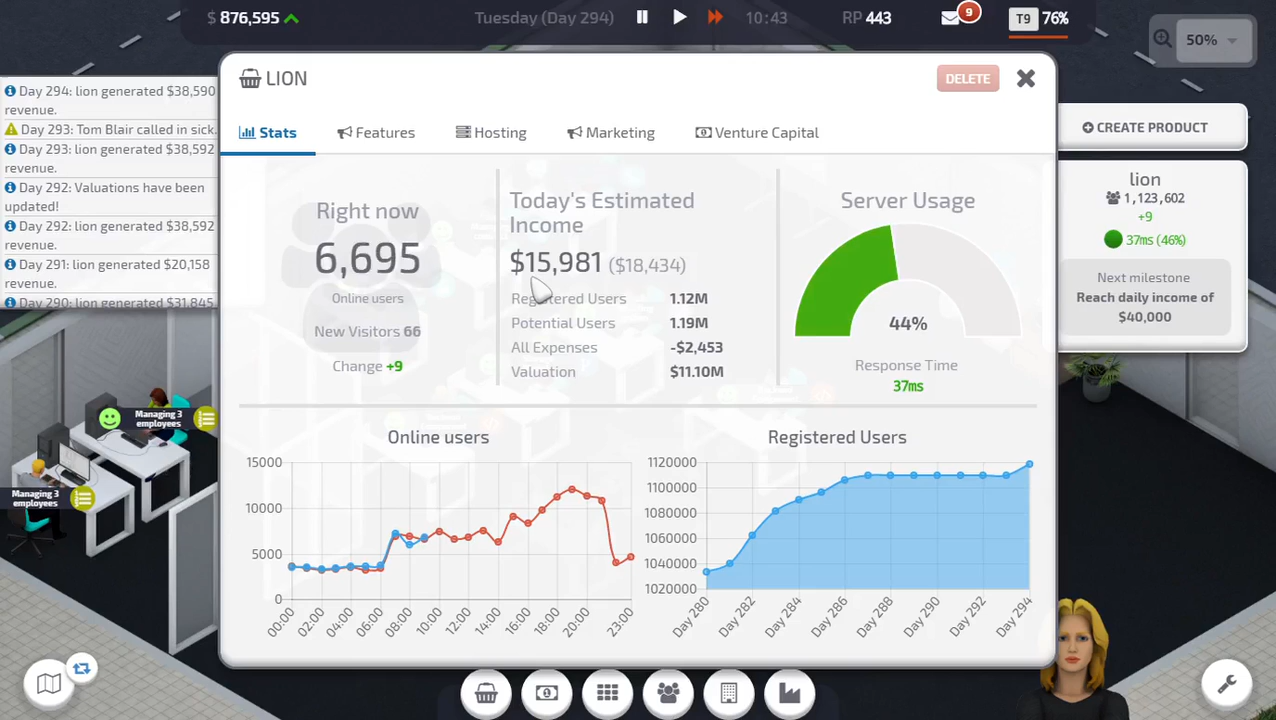 $ 876,595
Tuesday (Day 294)
10:43
RP 443
9
T9 76%
50%
Day 294: lion generated $38,590
revenue.
Day 293: Tom Blair called in sick.
Day 293: lion generated $38,592
revenue.
Day 292: Valuations have been
updated!
Day 292: lion generated $38,592
revenue.
Day 291: lion generated $20,158
revenue.
Day 290: lion generated $31,845
LION
DELETE
Stats
Features
Hosting
Marketing
Venture Capital
Right now
6,695
Online users
New Visitors 66
Change +9
Today's Estimated
Income
$15,981 ($18,434)
Registered Users 1.12M
Potential Users 1.19M
All Expenses -$2,453
Valuation $11.10M
Server Usage
44%
Response Time
37ms
Online users
15000
10000
5000
0
00:00
02:00
04:00
06:00
08:00
10:00
12:00
14:00
16:00
18:00
20:00
23:00
Registered Users
1120000
1100000
1080000
1060000
1040000
1020000
Day 280
Day 282
Day 284
Day 286
Day 288
Day 290
Day 292
Day 294
CREATE PRODUCT
lion
1,123,602
+9
37ms (46%)
Next milestone
Reach daily income of
$40,000
Managing 3
employees
Managing 3
employees